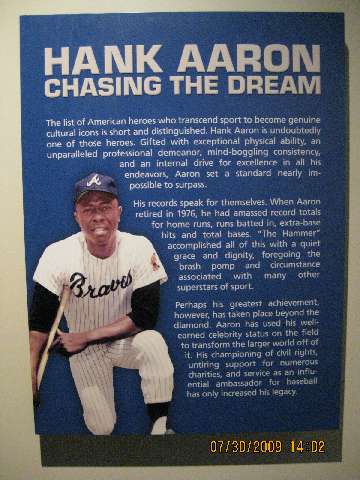 HANK AARON
CHASING THE DREAM
The list of American heroes who transcend sport to become genuine
cultural icons is short and distinguished. Hank Aaron is undoubtedly
one of those heroes. Gifted with exceptional physical ability, an
unparalleled professional demeanor, mind-boggling consistency,
and an internal drive for excellence in all his
endeavors, Aaron set a standard nearly im-
possible to surpass.
His records speak for themselves. When Aaron
retired in 1976, he had amassed record totals
for home runs, runs batted in, extra-base
hits and total bases. "The Hammer"
accomplished all of this with a quiet
grace and dignity, foregoing the
brash pomp and circumstance
associated with many other
superstars of sport.
Perhaps his greatest achievement,
however, has taken place beyond the
diamond. Aaron has used his well-
earned celebrity status on the field
to transform the larger world off of
it. His championing of civil rights,
untiring support for numerous
charities, and service as an influ-
ential ambassador for baseball
has only increased his legacy.
A
Braves
07/30/2009 14:02